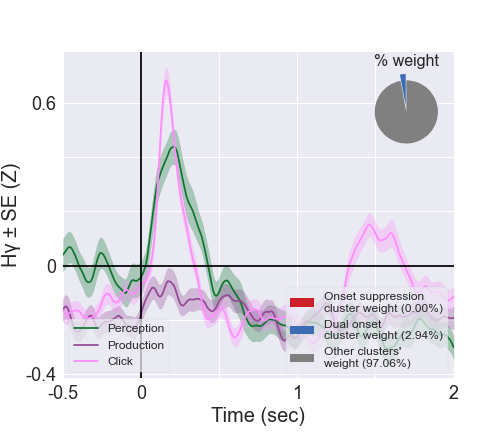 % weight
Hγ ± SE (Z)
0.6
0
-0.4
Perception
Production
Click
Onset suppression
cluster weight (0.00%)
Dual onset
cluster weight (2.94%)
Other clusters'
weight (97.06%)
-0.5
0
1
2
Time (sec)